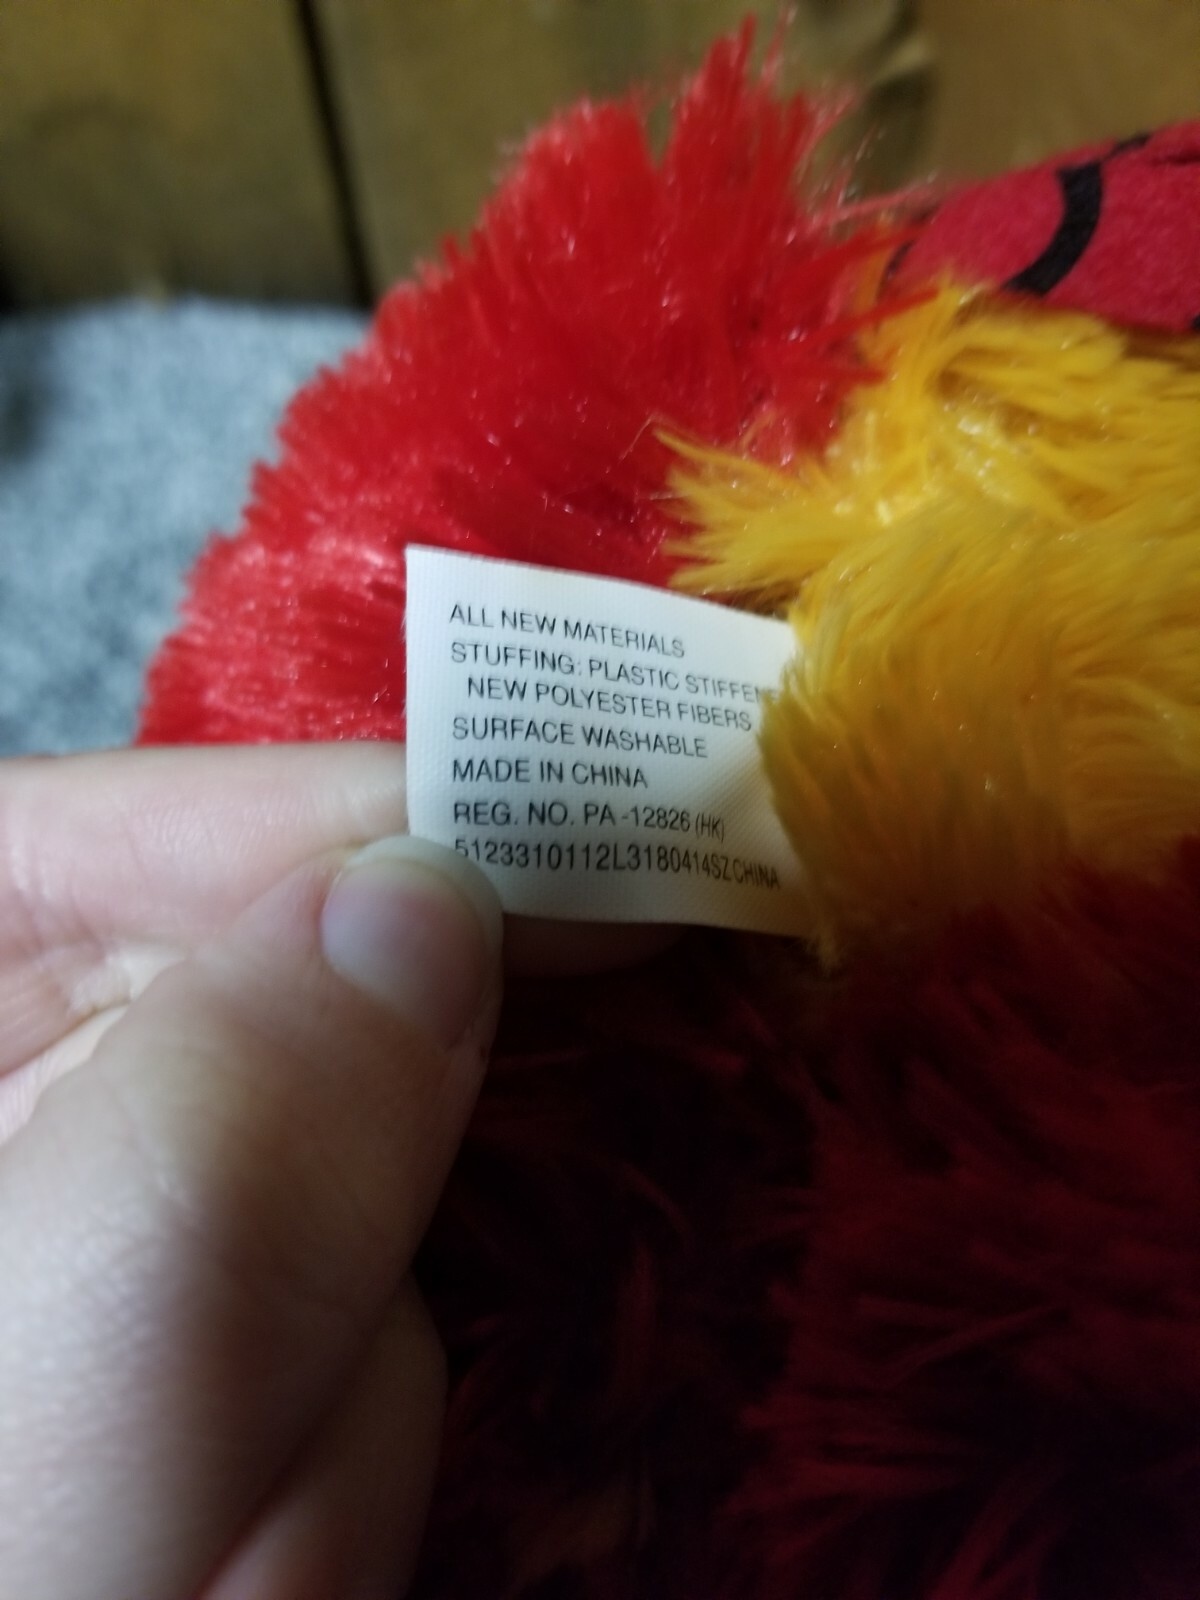 ALL NEW MATERIALS
STUFFING: PLASTIC
NEW POLYESTER FIBERS
SURFACE WASHABLE
MADE IN CHINA
REG. NO. PA -12826 (HK)
5123310112L3180414SZ CHINA